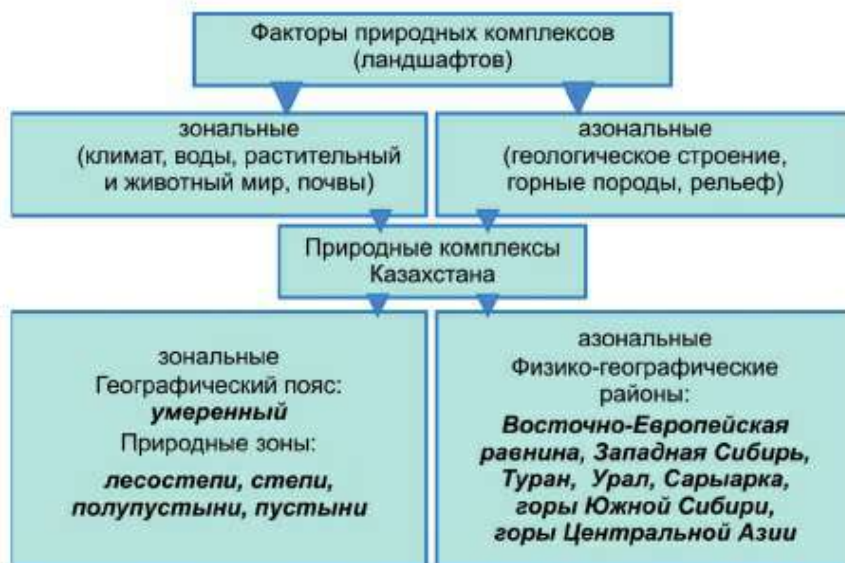 Факторы природных комплексов
(ландшафтов)
зональные
(климат, воды, растительный
и животный мир, почвы)
азональные
(геологическое строение,
горные породы, рельеф)
Природные комплексы
Казахстана
зональные
Географический пояс:
умеренный
Природные зоны:
лесостепи, степи,
полупустыни, пустыни
азональные
Физико-географические
районы:
Восточно-Европейская
равнина, Западная Сибирь,
Туран, Урал, Сарыарка,
горы Южной Сибири,
горы Центральной Азии